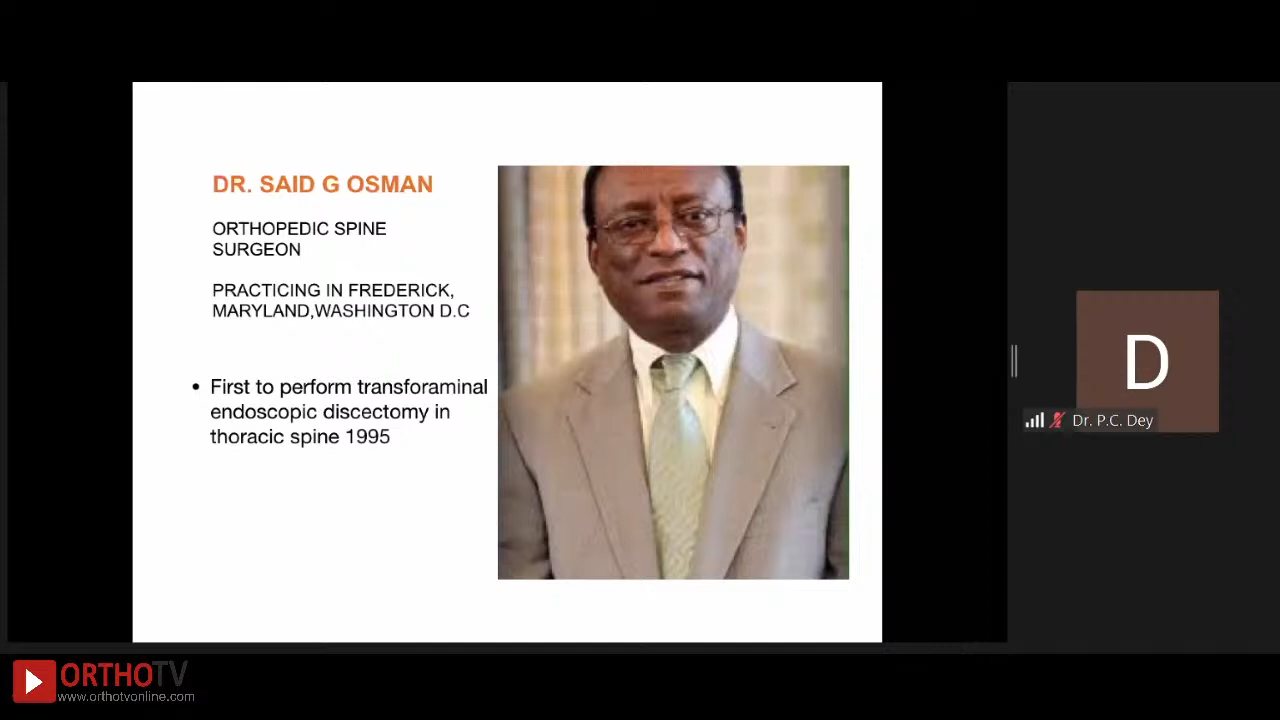 DR. SAID G OSMAN
ORTHOPEDIC SPINE
SURGEON
PRACTICING IN FREDERICK,
MARYLAND,WASHINGTON D.C
• First to perform transforaminal
endoscopic discectomy in
thoracic spine 1995
D
Dr. P.C. Dey
ORTHOTV
www.orthotvonline.com